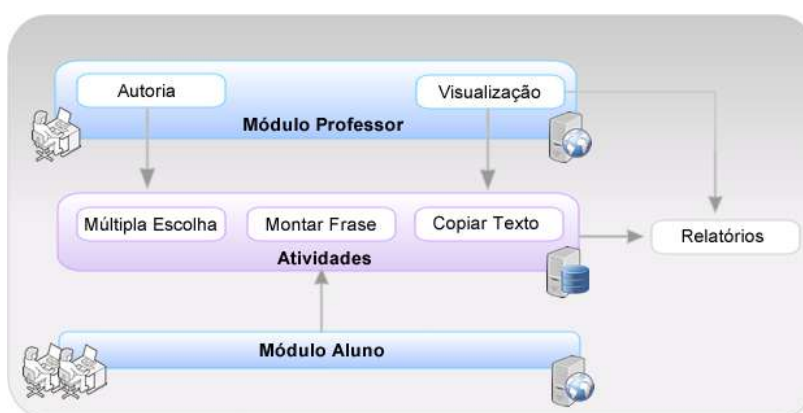 Autoria
Visualização
Módulo Professor
Múltipla Escolha
Montar Frase
Copiar Texto
Relatórios
Atividades
Módulo Aluno